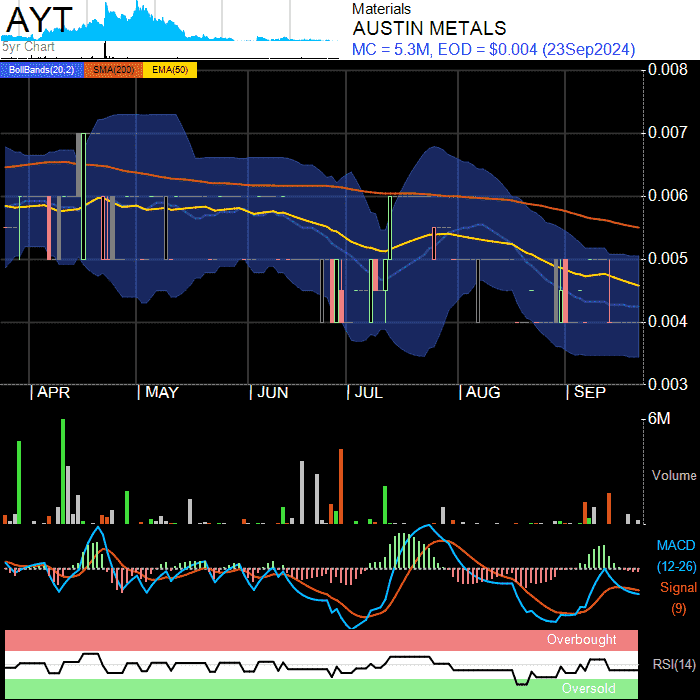 AYT
5yr Chart
Materials
AUSTIN METALS
MC = 5.3M, EOD = $0.004 (23Sep2024)
BollBands(20,2) SMA(200) EMA(50)
0.008
0.007
0.006
0.005
0.004
0.003
APR MAY JUN JUL AUG SEP
6M
Volume
MACD
(12-26)
Signal
(9)
Overbought
RSI(14)
Oversold